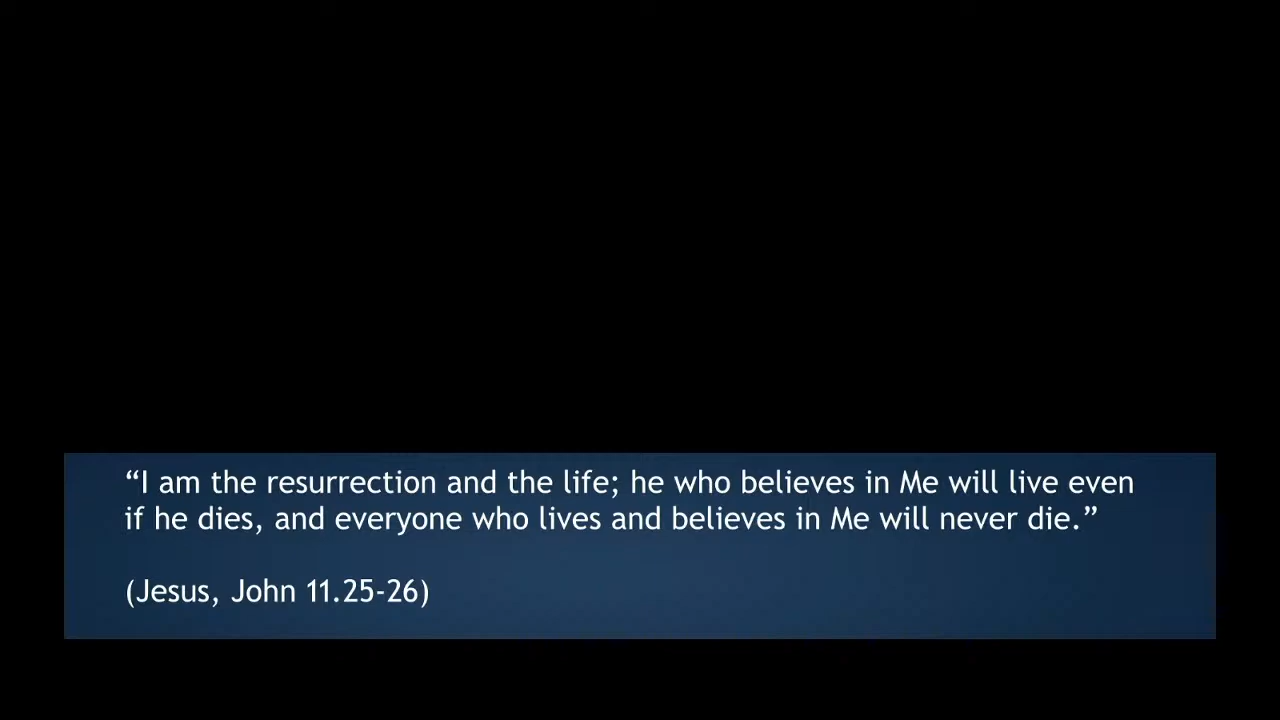 “I am the resurrection and the life; he who believes in Me will live even
if he dies, and everyone who lives and believes in Me will never die.”
(Jesus, John 11.25-26)